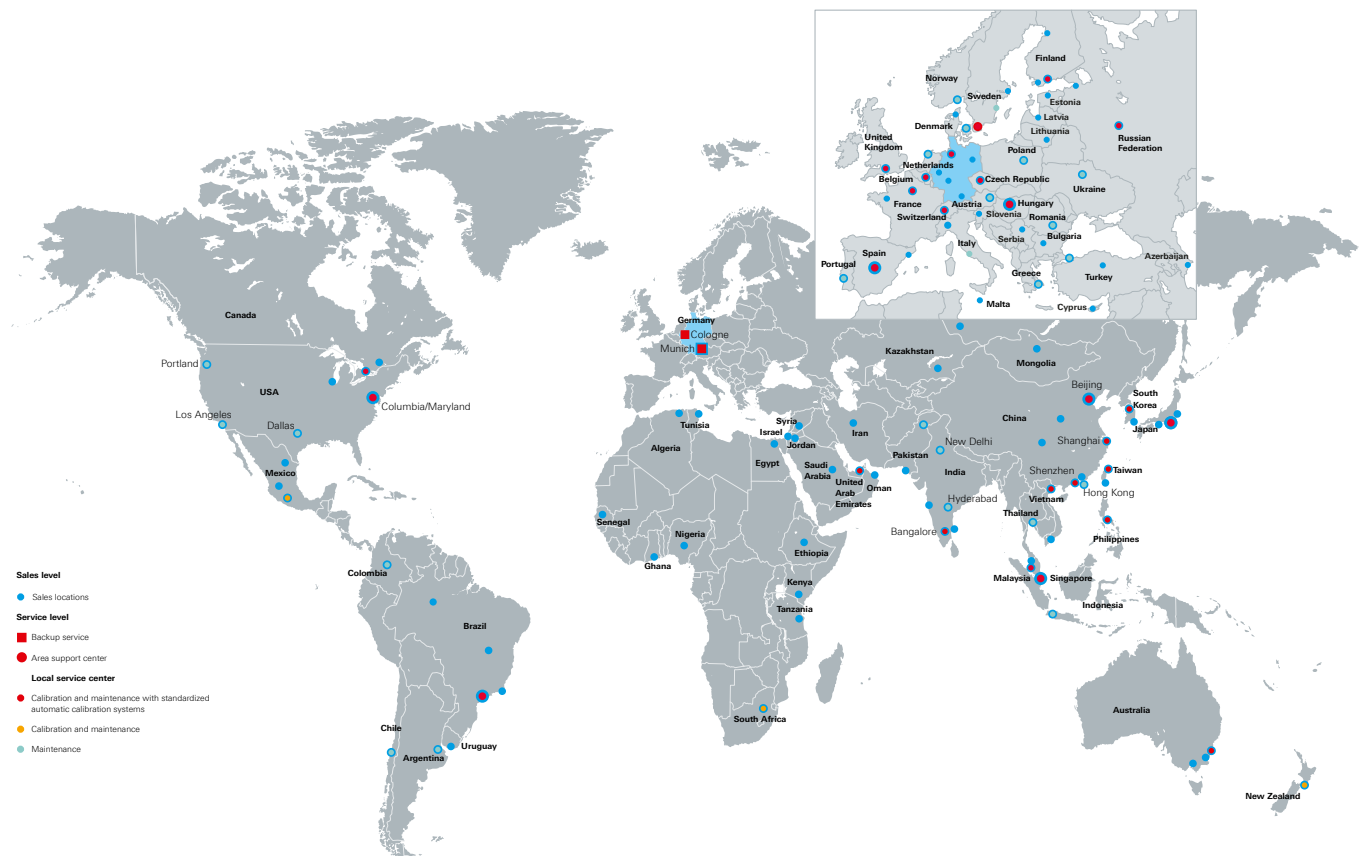 Finland
Norway
Sweden
Estonia
Latvia
Denmark
Lithuania
United
Kingdom
Russian
Federation
Poland
Netherlands
Belgium
Czech Republic
Ukraine
France
Austria
Hungary
Switzerland
Slovenia
Romania
Serbia
Bulgaria
Italy
Spain
Portugal
Azerbaijan
Greece
Turkey
Malta
Cyprus
Canada
Germany
Cologne
Munich
Kazakhstan
Mongolia
Portland
USA
Columbia/Maryland
Los Angeles
Dallas
Mexico
Beijing
South
Korea
China
Japan
Shanghai
Tunisia
Syria
Israel
Jordan
Iran
Algeria
Egypt
Saudi
Arabia
United
Arab
Emirates
Oman
Pakistan
New Delhi
India
Shenzhen
Taiwan
Hong Kong
Vietnam
Hyderabad
Thailand
Bangalore
Philippines
Senegal
Nigeria
Ghana
Ethiopia
Kenya
Tanzania
Malaysia
Singapore
Indonesia
Colombia
Brazil
South Africa
Australia
Chile
Argentina
Uruguay
New Zealand
Sales level
Sales locations
Service level
Backup service
Area support center
Local service center
Calibration and maintenance with standardized
automatic calibration systems
Calibration and maintenance
Maintenance